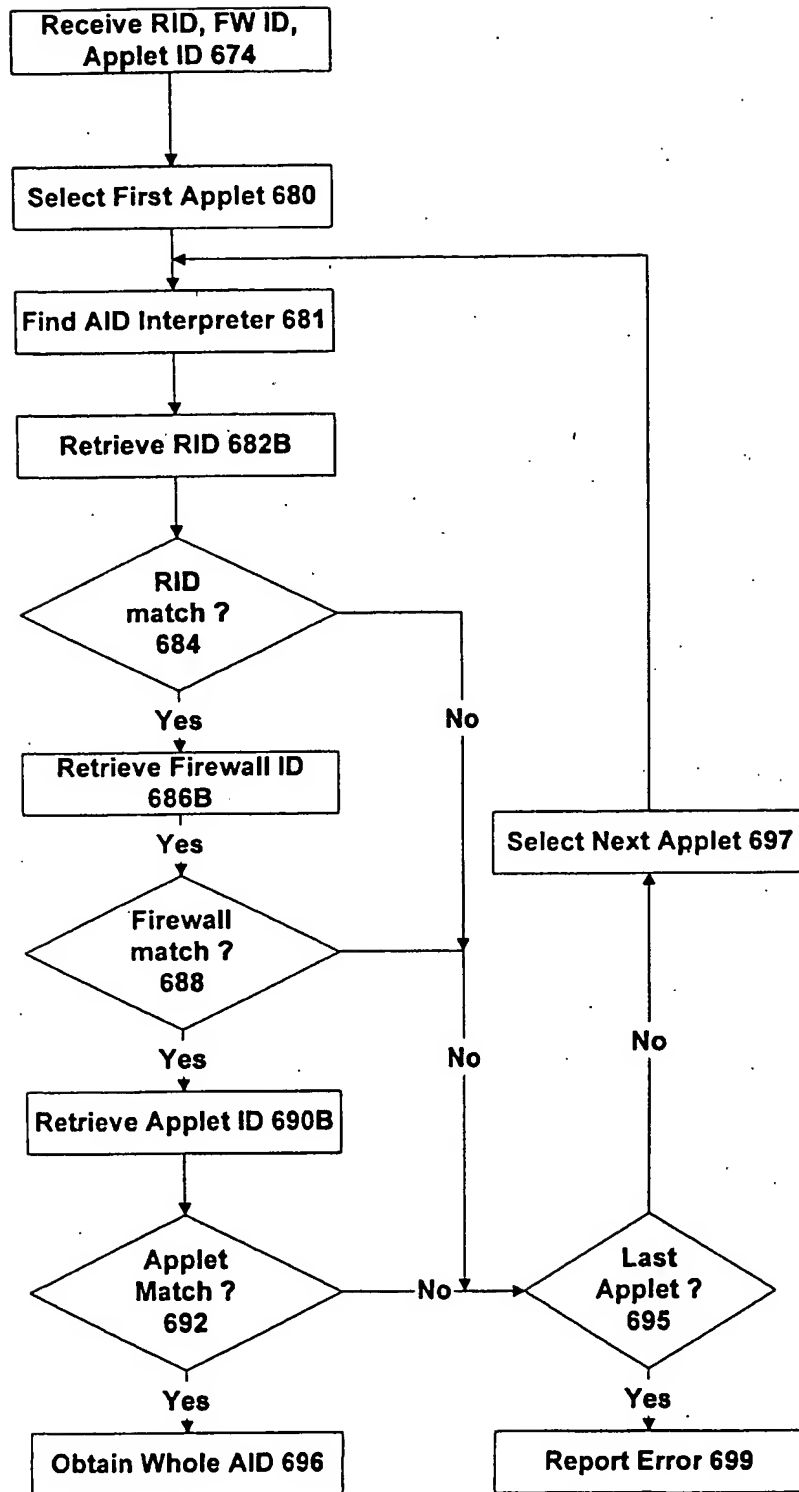 Receive RID, FW ID,
Applet ID 674
Select First Applet 680
Find AID Interpreter 681
Retrieve RID 682B
RID
match ?
684
Yes
No
Retrieve Firewall ID
686B
Yes
Select Next Applet 697
Firewall
match ?
688
Yes
No
No
Retrieve Applet ID 690B
Applet
Match ?
692
No
Last
Applet ?
695
Yes
Yes
Obtain Whole AID 696
Report Error 699